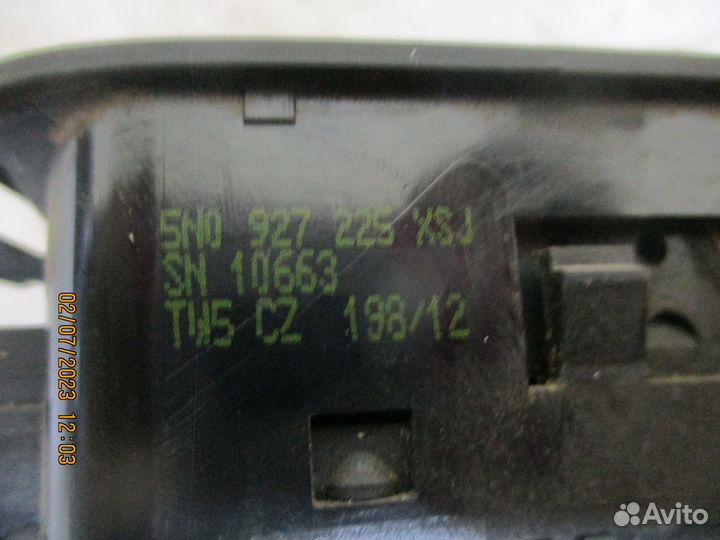 5N0 927 225 XSJ
SN 10663
TW5 CZ 198/12
02/07/2023 12:03
Avito